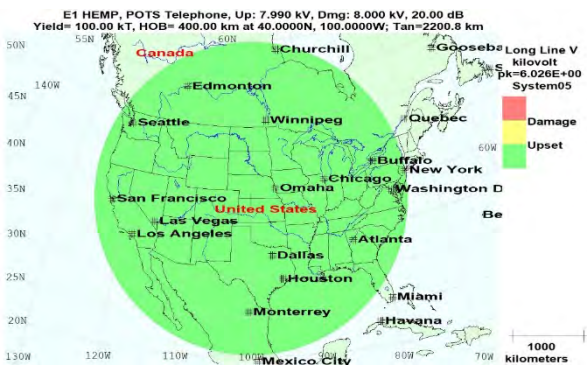 E1 HEMP, POTS Telephone, Up: 7.990 kV, Dmg: 8.000 kV, 20.00 dB
Yield= 100.00 kT, HOB= 400.00 km at 40.0000N, 100.0000W; Tan=2200.8 km
50N 55N 60N Churchill Gooseba
Canada
Long Line V
kilovolt
pk=6.026E+00
System05
Damage
Upset
140W
Edmonton
45N
Seattle
Winnipeg
Quebec
60W
40N
Buffalo
New York
Chicago
Omaha
Washington D
35N
San Francisco
United States
Be
Las Vegas
30N
Los Angeles
Atlanta
Dallas
25N
Houston
Miami
20N
Monterrey
Havana
1000
kilometers
130W 120W 110W 100W 90W 80W 70W
Mexico City